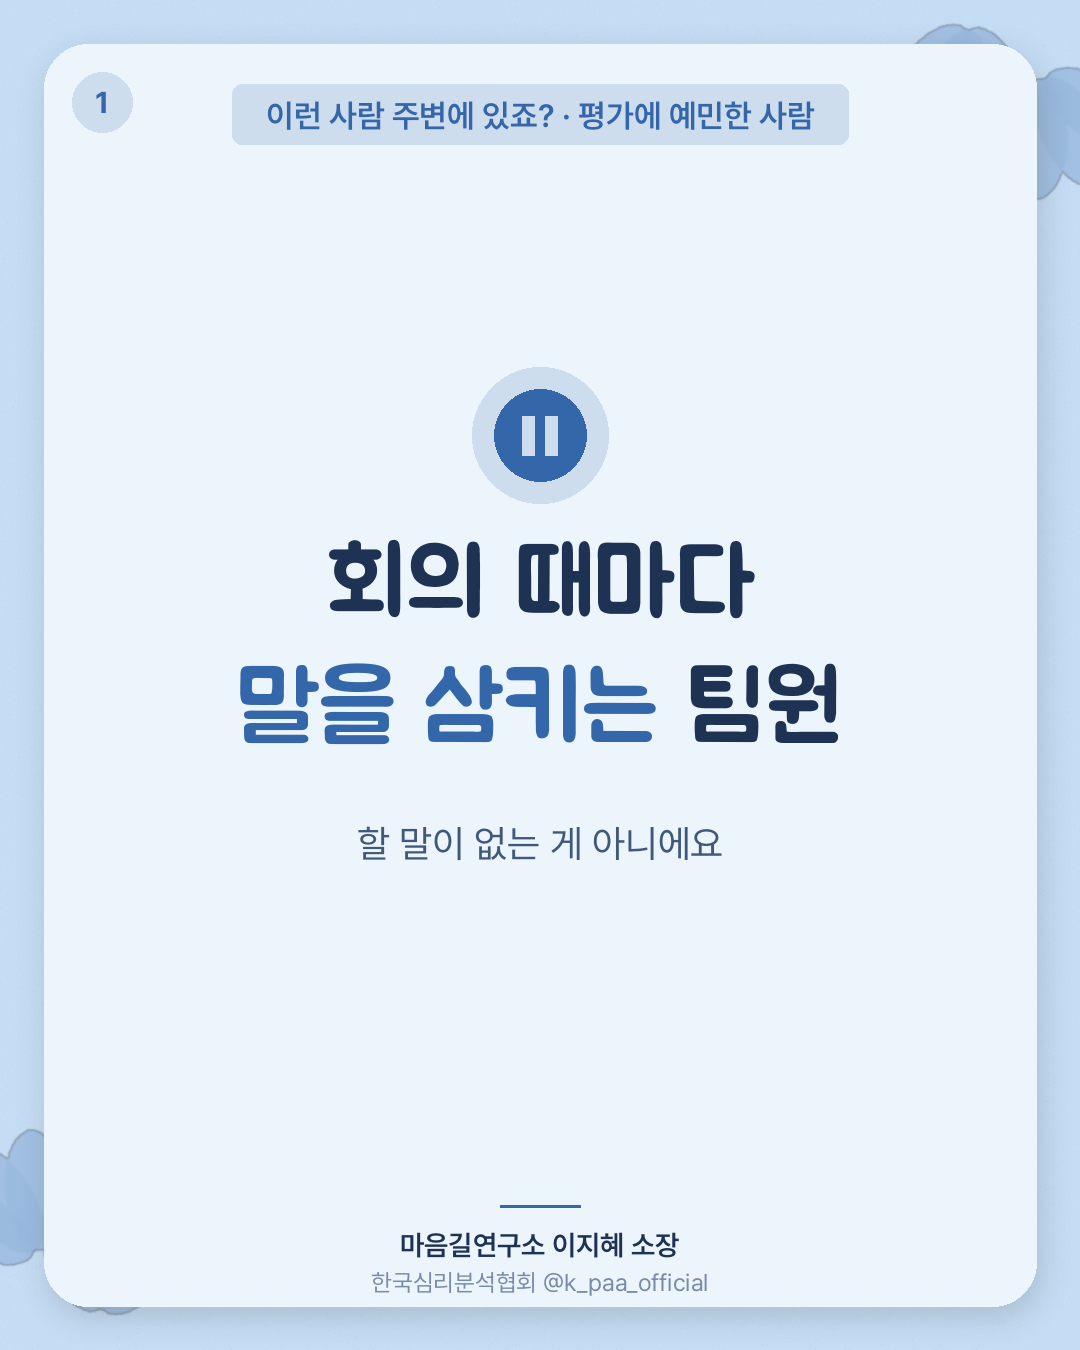 1
이런 사람 주변에 있죠? · 평가에 예민한 사람
회의 때마다
말을 삼키는 팀원
할 말이 없는 게 아니에요
마음길연구소 이지혜 소장
한국심리분석협회 @k_paa_official